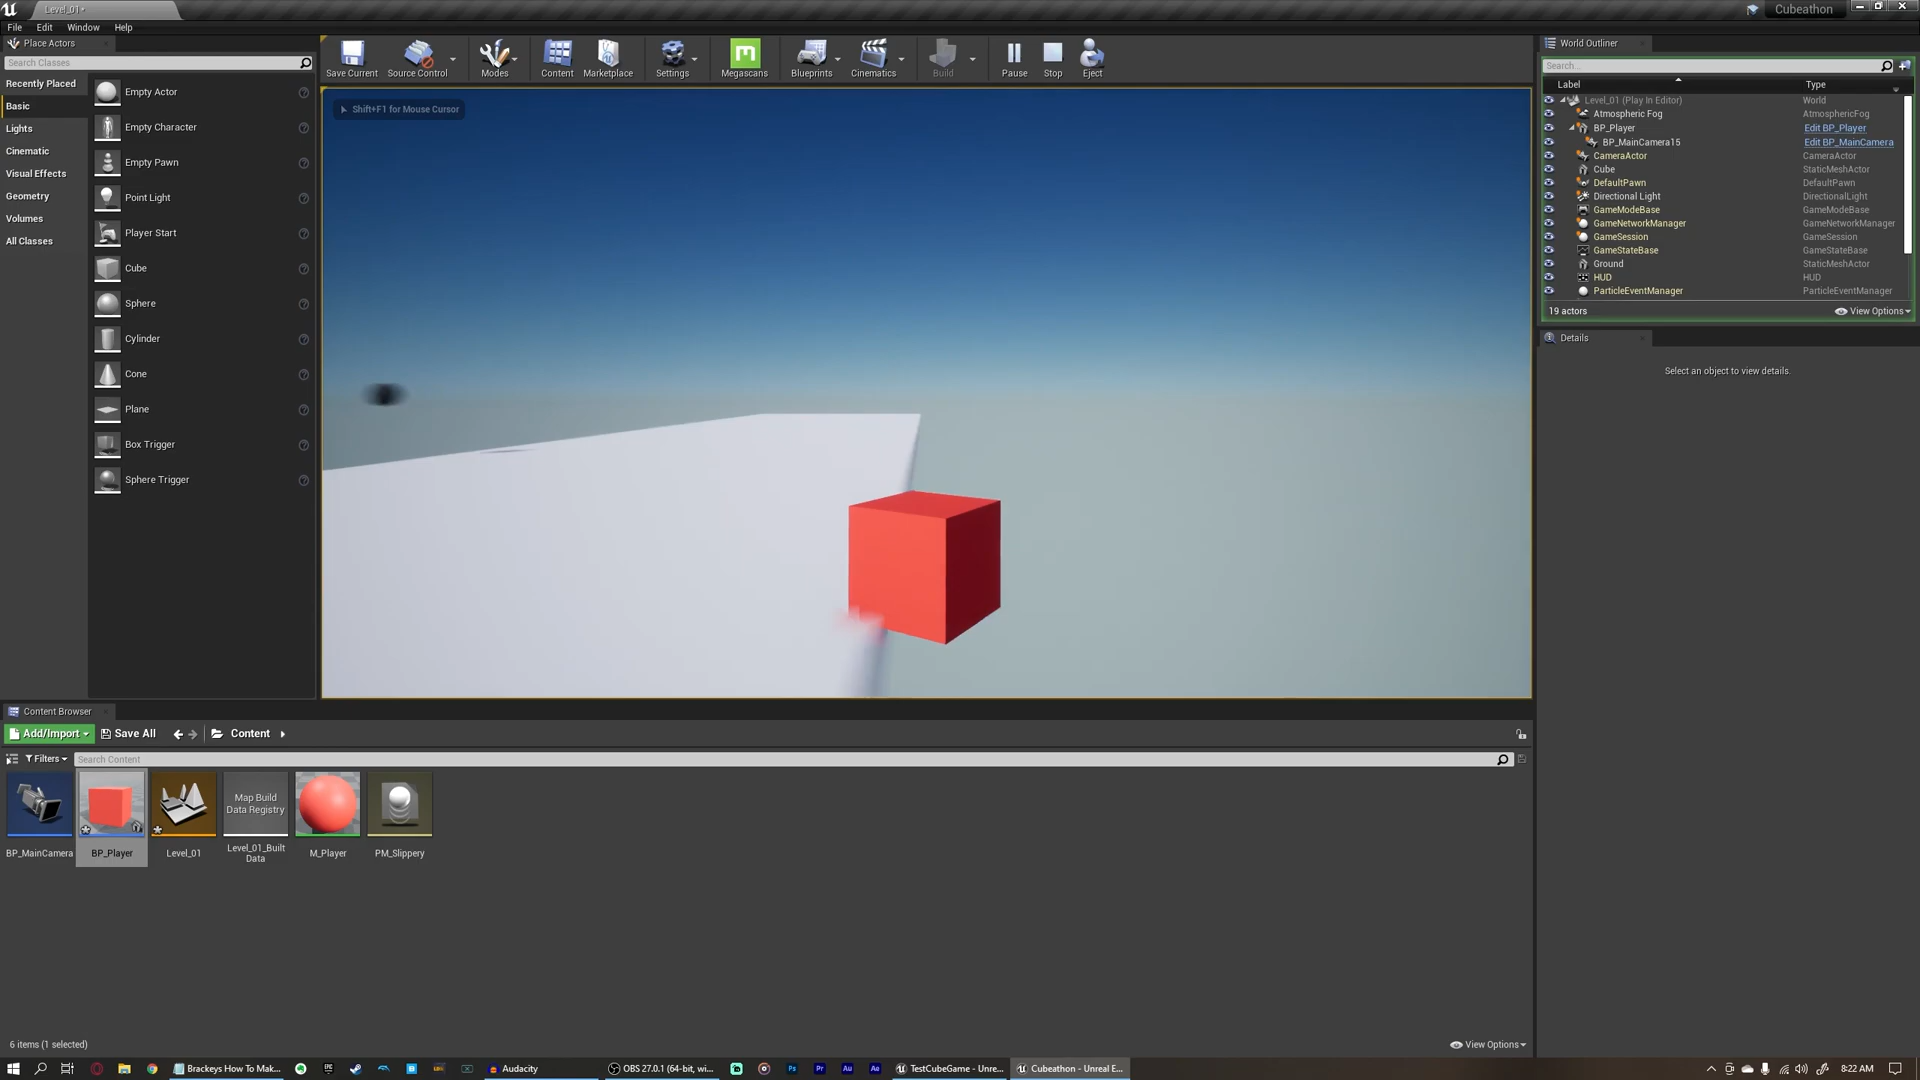 Level_01*
Cubeathon
File Edit Window Help
Place Actors
Search Classes
Recently Placed
Basic
Lights
Cinematic
Visual Effects
Geometry
Volumes
All Classes
Empty Actor
Empty Character
Empty Pawn
Point Light
Player Start
Cube
Sphere
Cylinder
Cone
Plane
Box Trigger
Sphere Trigger
Save Current Source Control Modes Content Marketplace Settings Megascans Blueprints Cinematics Build Pause Stop Eject
Shift+F1 for Mouse Cursor
World Outliner
Search...
Label Type
Level_01 (Play In Editor) World
Atmospheric Fog AtmosphericFog
BP_Player Edit BP_Player
BP_MainCamera15 Edit BP_MainCamera
CameraActor CameraActor
Cube StaticMeshActor
DefaultPawn DefaultPawn
Directional Light DirectionalLight
GameModeBase GameModeBase
GameNetworkManager GameNetworkManager
GameSession GameSession
GameStateBase GameStateBase
Ground StaticMeshActor
HUD HUD
ParticleEventManager ParticleEventManager
19 actors View Options
Details
Select an object to view details.
Content Browser
Add/Import Save All Content
Filters Search Content
Map Build
Data Registry
BP_MainCamera BP_Player Level_01 Level_01_Built
Data M_Player PM_Slippery
6 items (1 selected) View Options
Brackeys How To Mak... Audacity OBS 27.0.1 (64-bit, wi... Ps Pr Au Ae TestCubeGame - Unre... Cubeathon - Unreal E... 8:22 AM